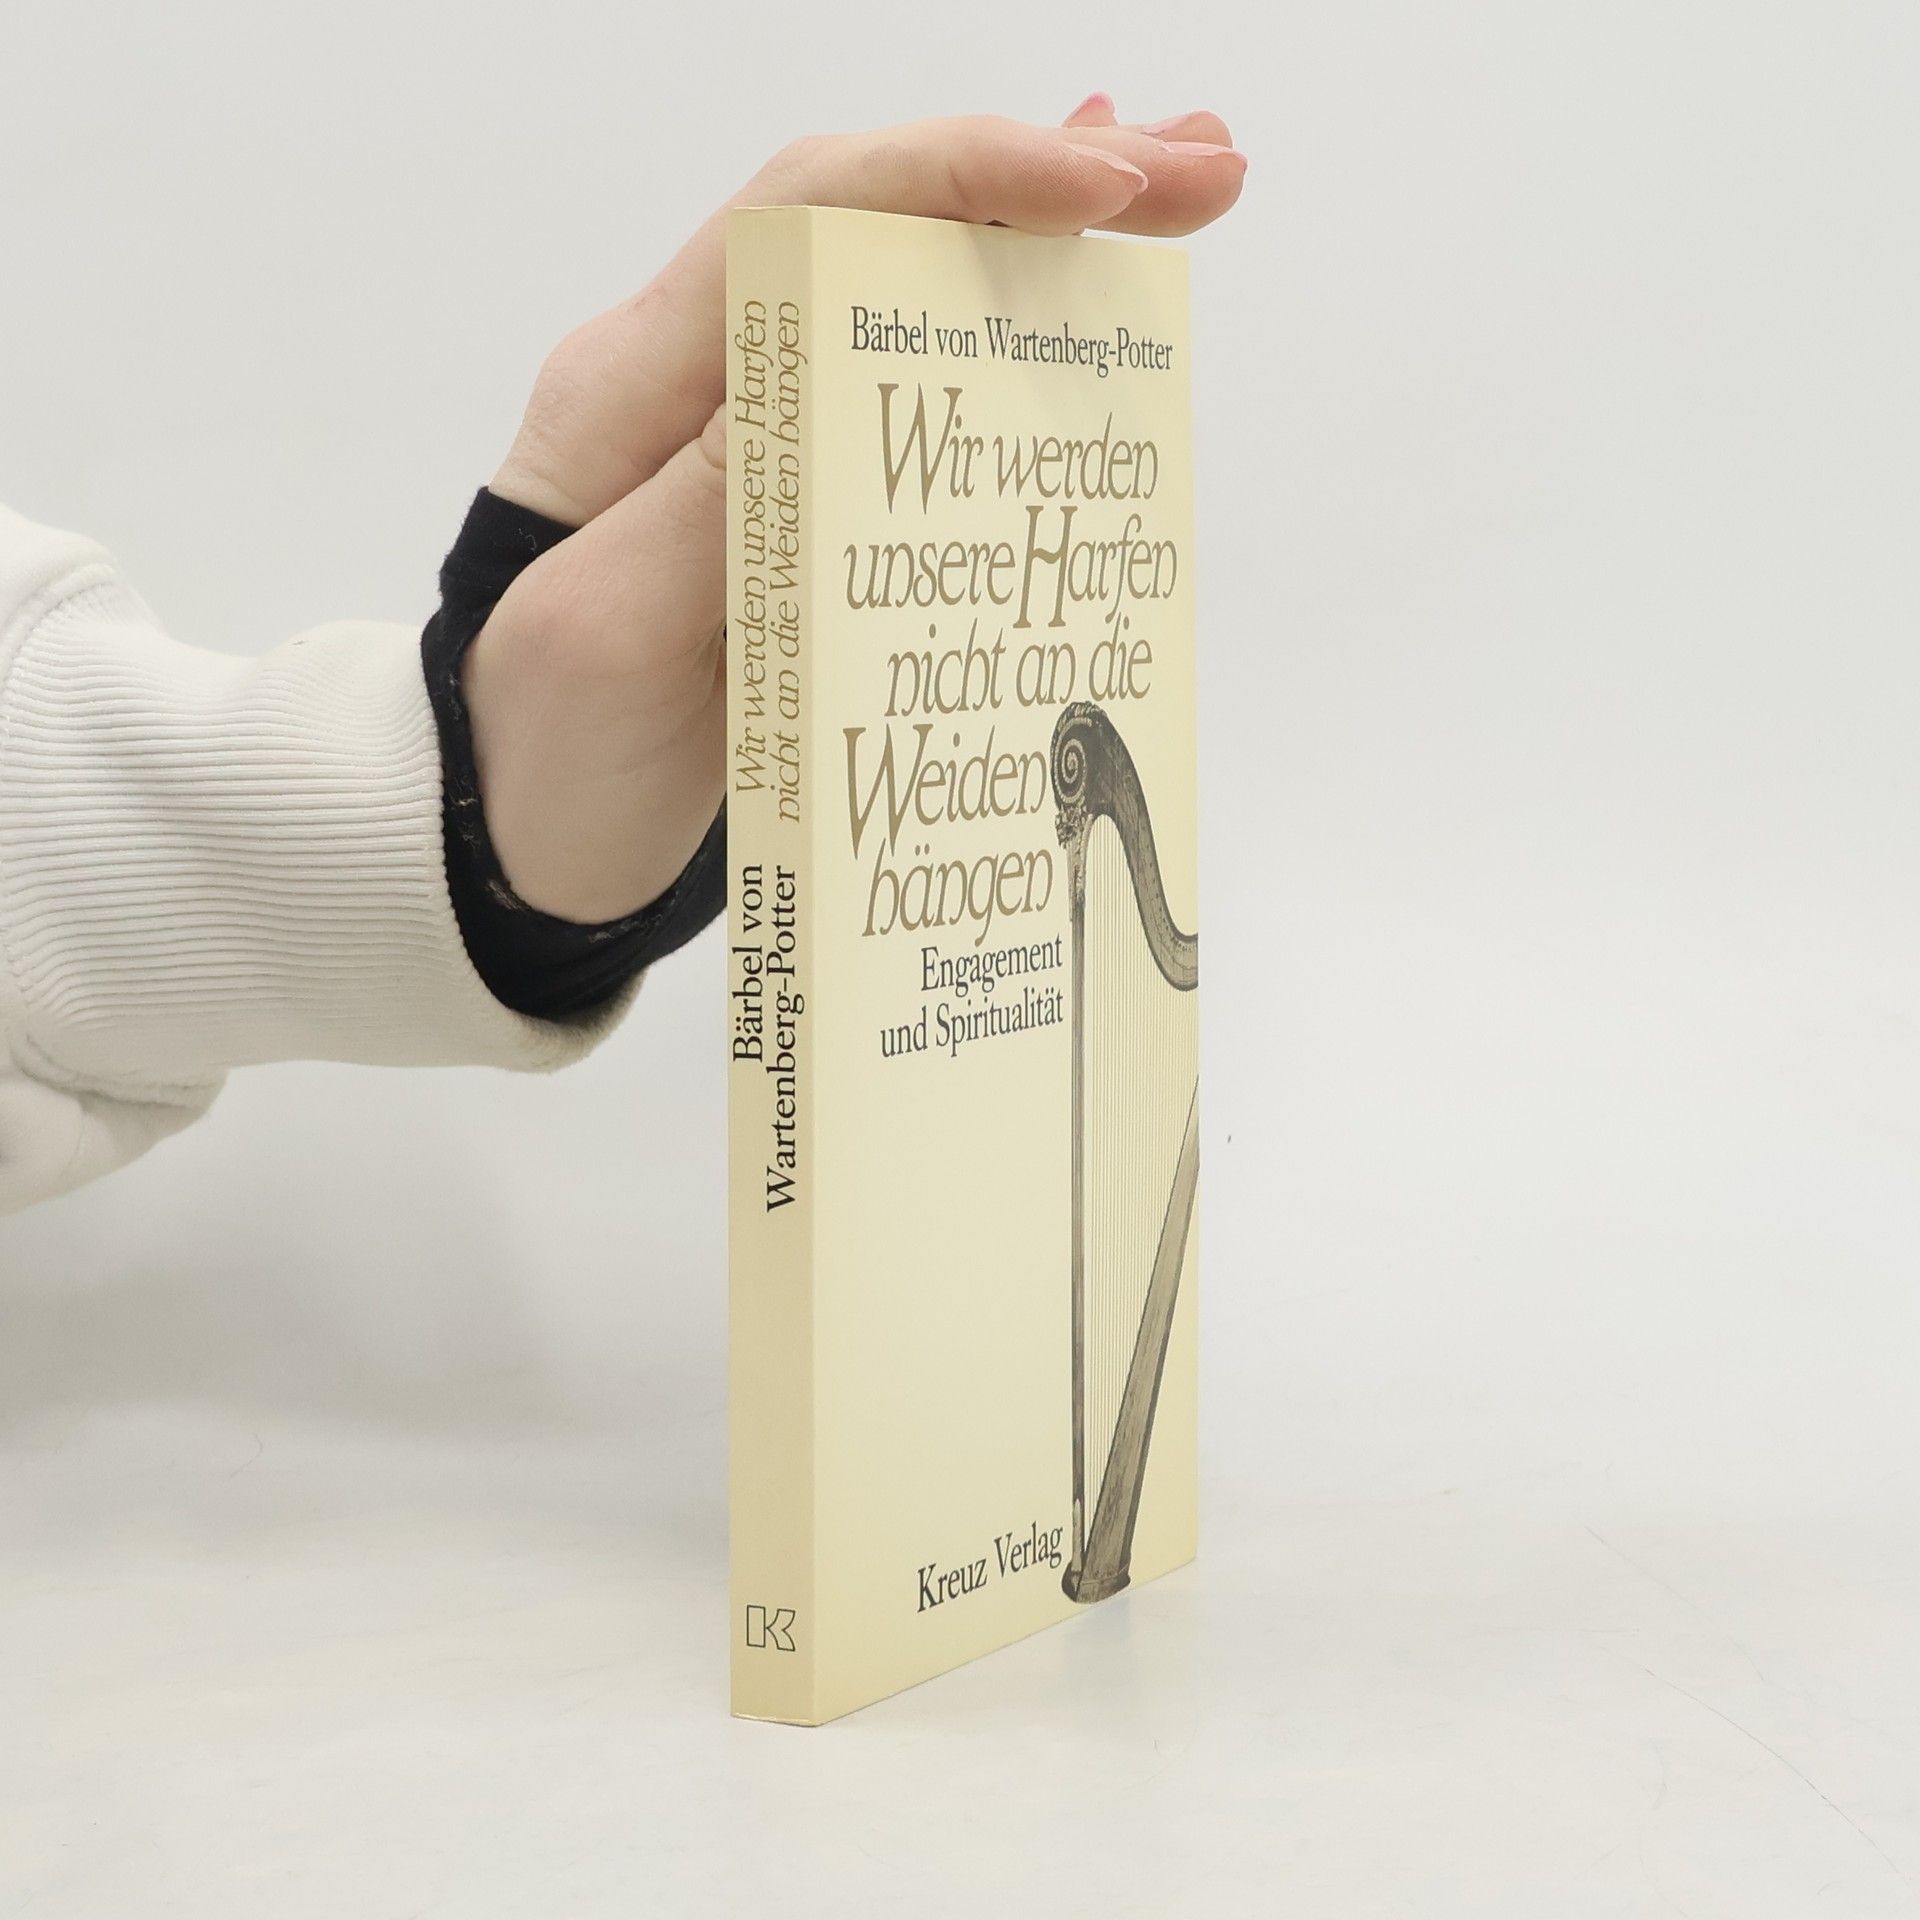 Bärbel von Wartenberg-Potter
Wir werden
unsere Harfen
nicht an die
Weiden
hängen
Engagement
und Spiritualität
Kreuz Verlag
Wir werden unsere Harfen
nicht an die Weiden hängen
Bärbel von
Wartenberg-Potter
K